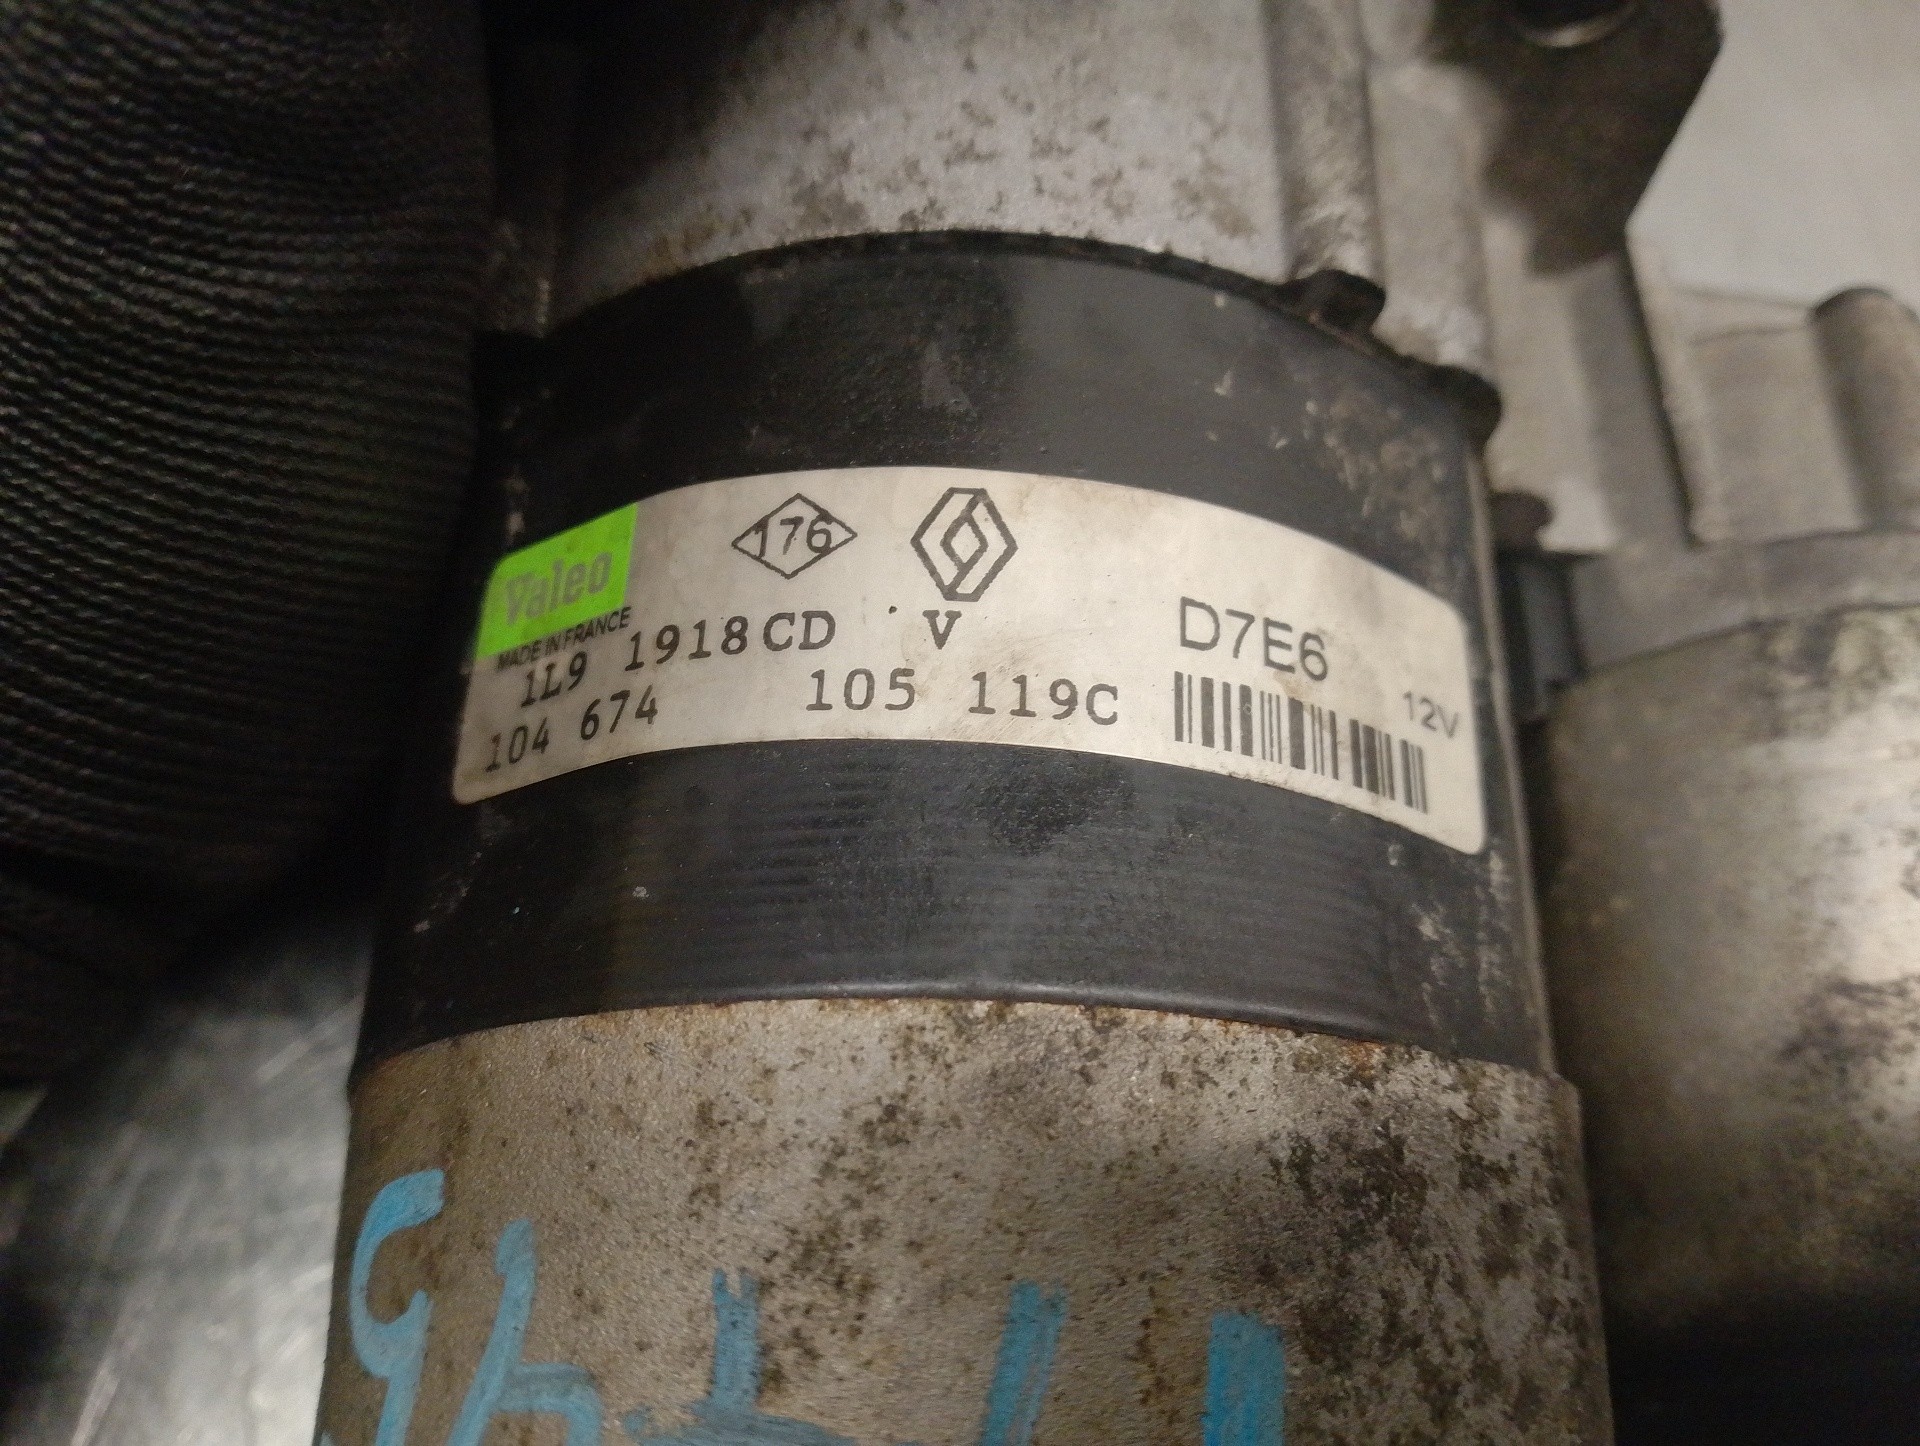 Valeo
MADE IN FRANCE
176
1L9 1918CD V
D7E6
104 674 105 119C
12V